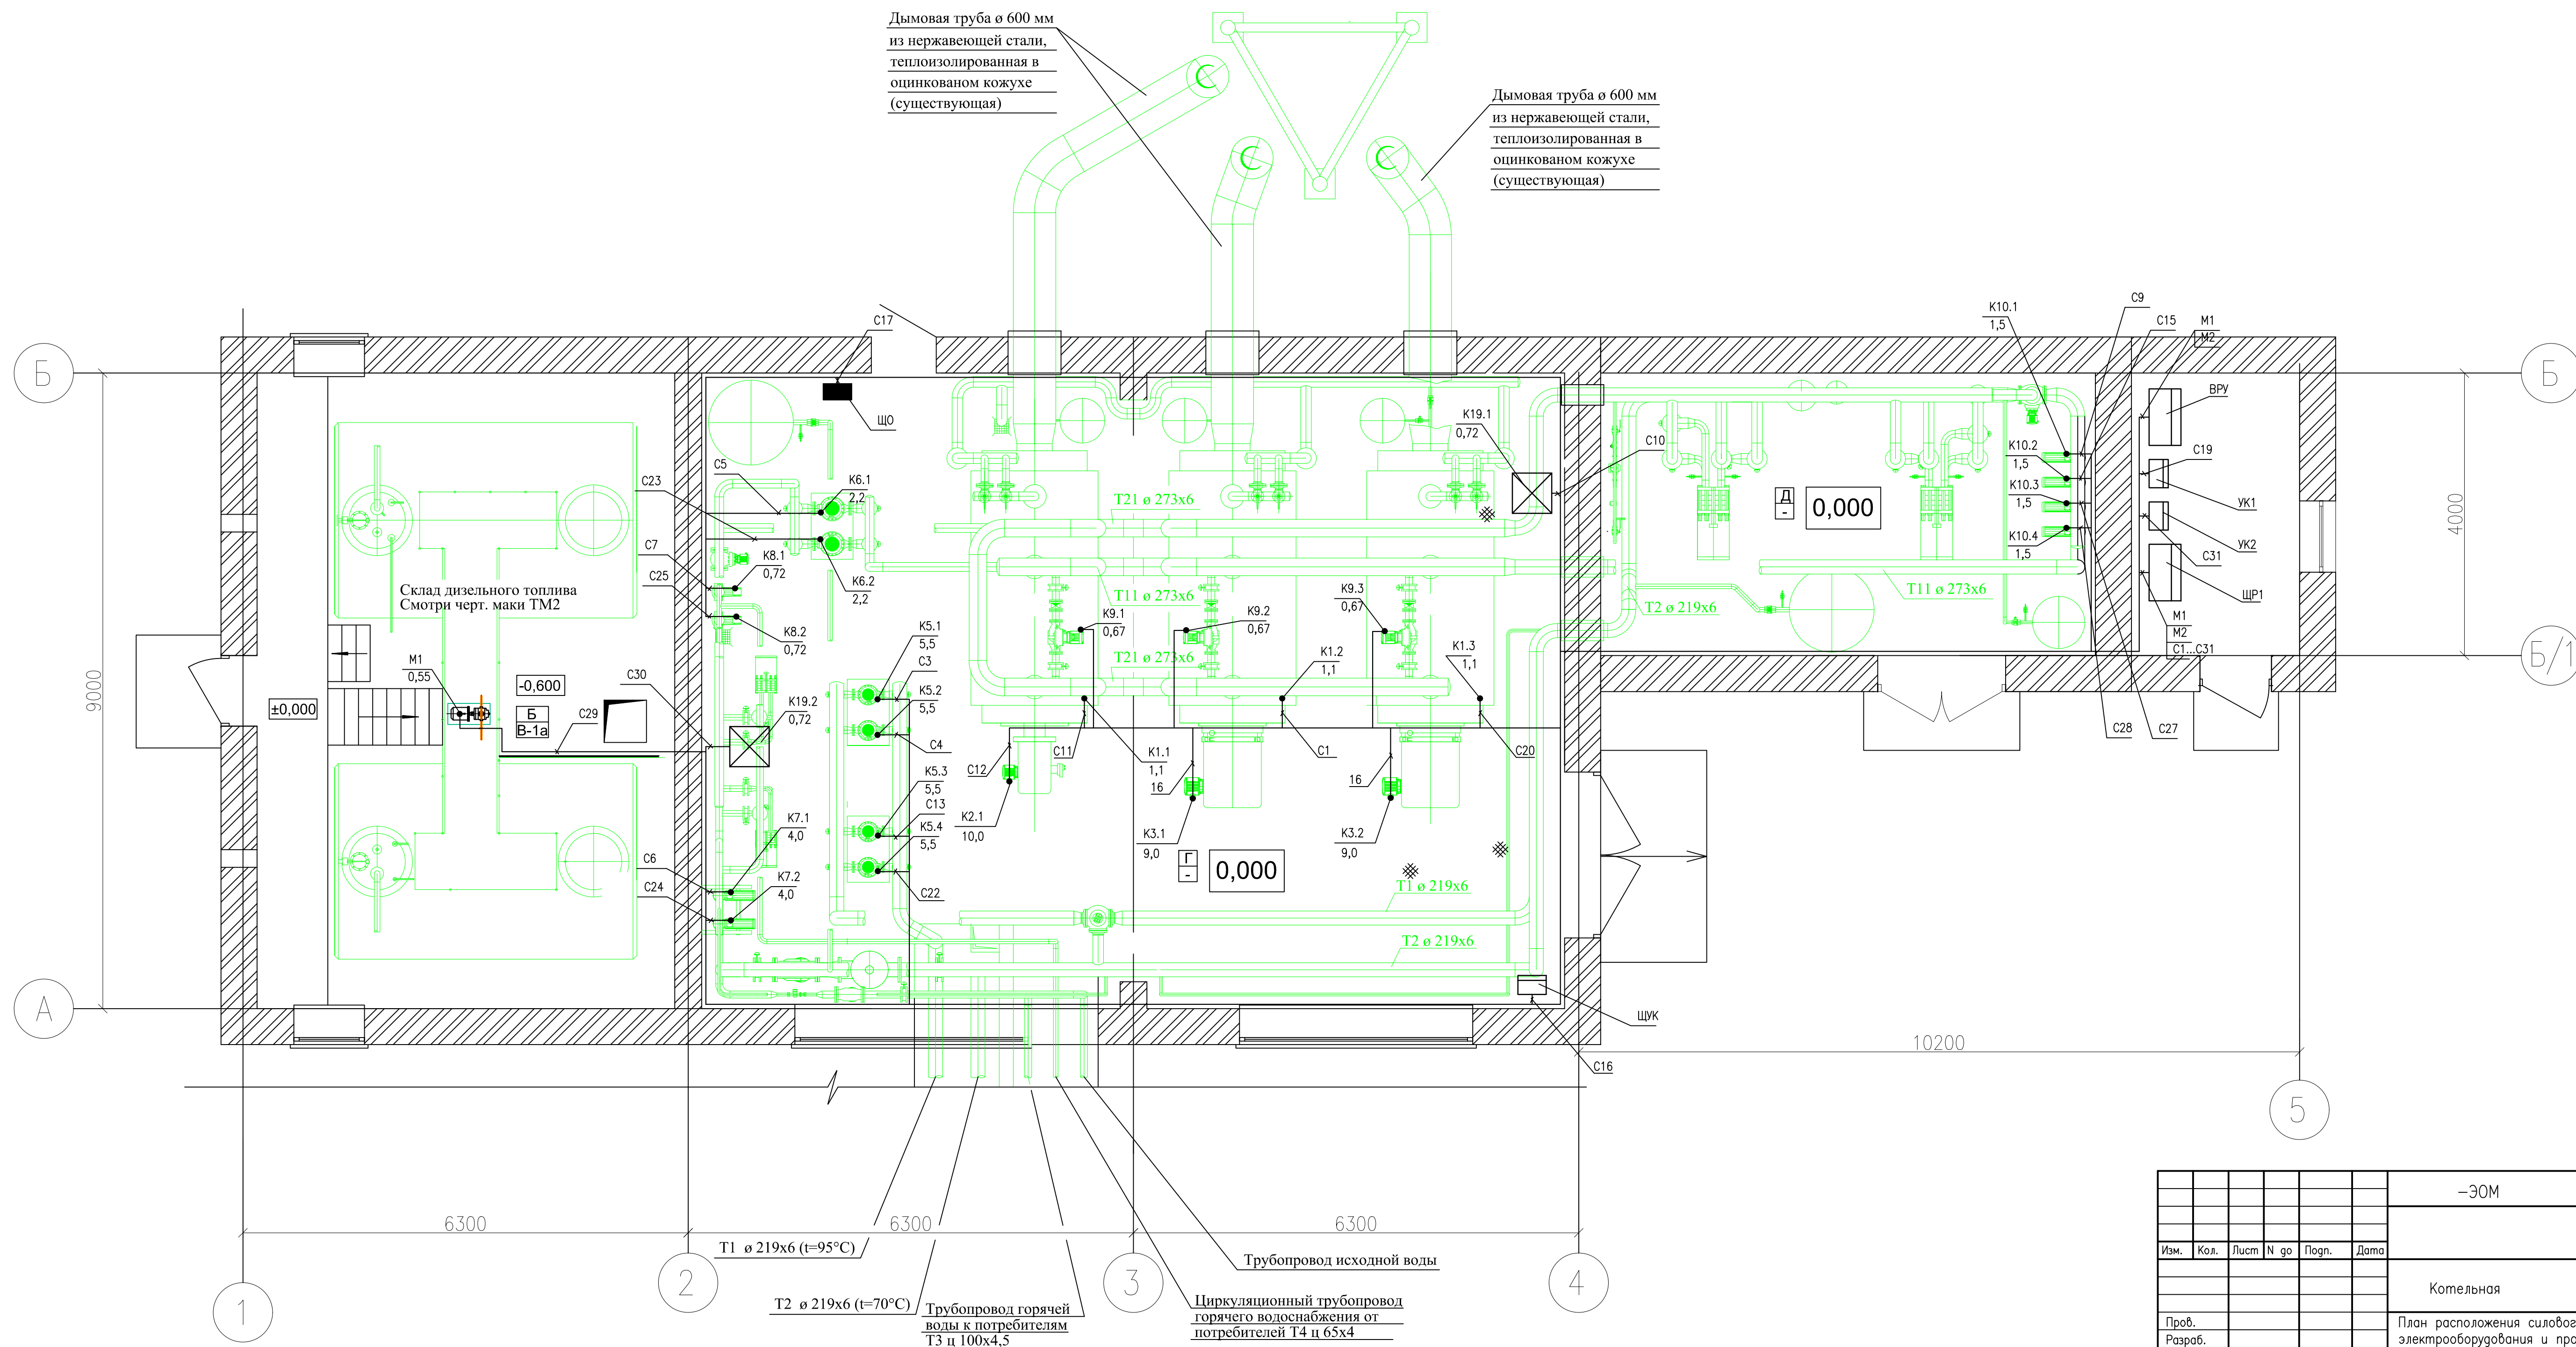 Дымовая труба ø 600 мм
из нержавеющей стали,
теплоизолированная в
оцинкованом кожухе
(существующая)
Дымовая труба ø 600 мм
из нержавеющей стали,
теплоизолированная в
оцинкованом кожухе
(существующая)
С17
К10.1
1,5
С9
С15
М1
М2
Б
Б
ВРУ
ЩО
К19.1
0,72
С10
К10.2
1,5
С19
С5
С23
К6.1
2,2
Т21 ø 273х6
К10.3
1,5
Д
-
0,000
УК1
9000
4000
С7
К8.1
0,72
К6.2
2,2
К10.4
1,5
УК2
С31
С25
Склад дизельного топлива
Смотри черт. маки ТМ2
Т11 ø 273х6
Т11 ø 273х6
Т2 ø 219х6
ЩР1
К8.2
0,72
К5.1
5,5
К9.1
0,67
К9.2
0,67
К9.3
0,67
М1
М2
С1...С31
Б/1
М1
0,55
С3
Т21 ø 273х6
К1.2
1,1
К1.3
1,1
-0,600
С30
К5.2
5,5
±0,000
Б
В-1а
С29
К19.2
0,72
С4
С11
К1.1
1,1
С1
С20
С28
С27
С12
К5.3
5,5
16
16
С13
К7.1
4,0
К5.4
5,5
К2.1
10,0
К3.1
9,0
К3.2
9,0
С6
К7.2
4,0
Г
-
0,000
С24
С22
Т1 ø 219х6
Т2 ø 219х6
А
ЩУК
С16
10200
5
6300
6300
6300
Т1 ø 219х6 (t=95°C)
Трубопровод исходной воды
1
2
3
4
Т2 ø 219х6 (t=70°C)
Трубопровод горячей
воды к потребителям
Т3 ц 100х4,5
Циркуляционный трубопровод
горячего водоснабжения от
потребителей Т4 ц 65х4
-ЭОМ
Изм. Кол. Лист N до Подп. Дата
Котельная
Пров.
Разраб.
План расположения силового
электрооборудования и про